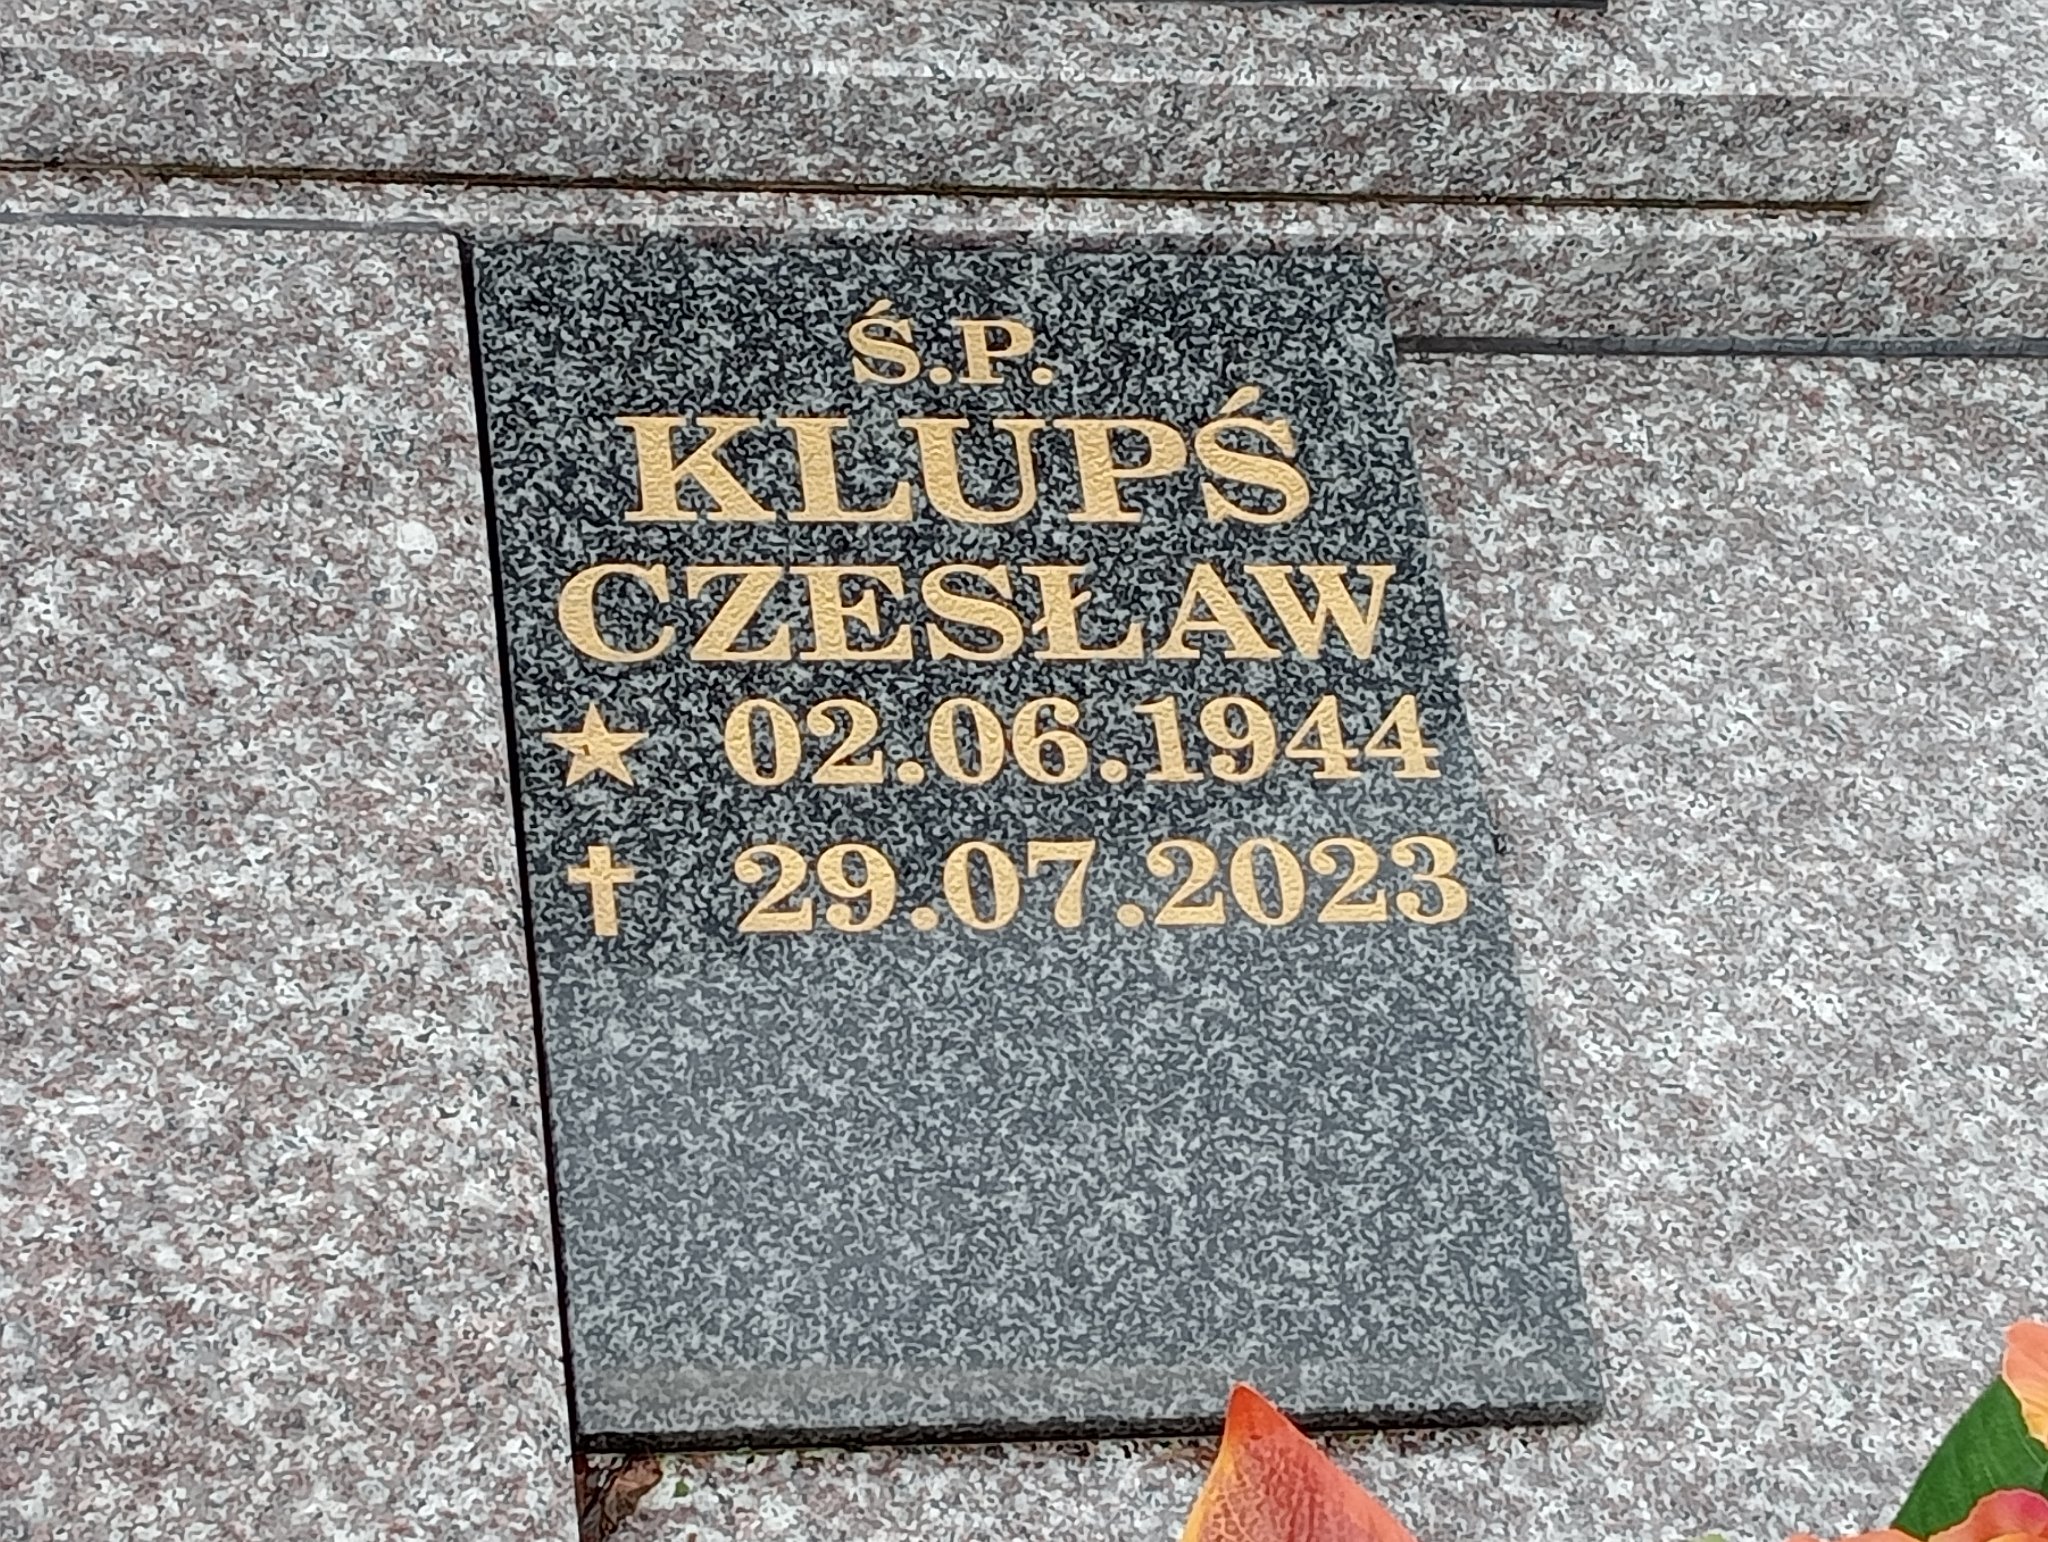 Ś.P.
KLUPŚ
CZESŁAW
★ 02.06.1944
✝ 29.07.2023